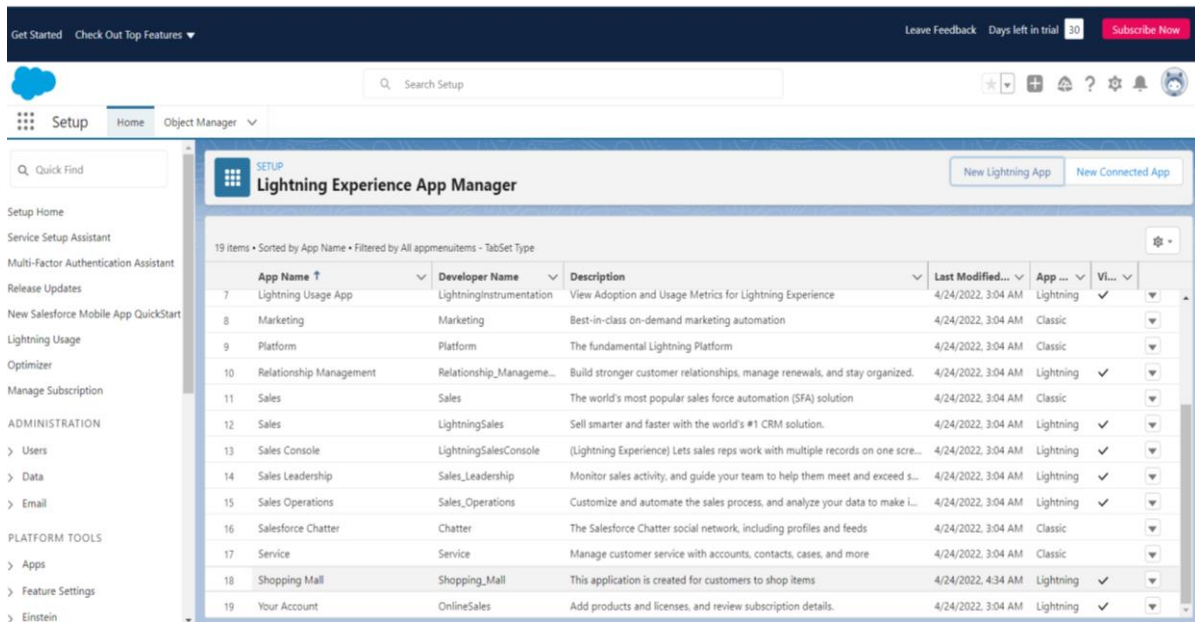 Get Started Check Out Top Features Leave Feedback Days left in trial 30 Subscribe Now
Search Setup
Setup Home Object Manager
Quick Find
Setup Home
Service Setup Assistant
Multi-Factor Authentication Assistant
Release Updates
New Salesforce Mobile App QuickStart
Lightning Usage
Optimizer
Manage Subscription
ADMINISTRATION
Users
Data
Email
PLATFORM TOOLS
Apps
Feature Settings
Einstein
SETUP
Lightning Experience App Manager
New Lightning App New Connected App
19 items • Sorted by App Name • Filtered by All appmenuitems - TabSet Type
App Name ↑ Developer Name Description Last Modified... App ... Vi...
7 Lightning Usage App LightningInstrumentation View Adoption and Usage Metrics for Lightning Experience 4/24/2022, 3:04 AM Lightning ✓
8 Marketing Marketing Best-in-class on-demand marketing automation 4/24/2022, 3:04 AM Classic
9 Platform Platform The fundamental Lightning Platform 4/24/2022, 3:04 AM Classic
10 Relationship Management Relationship_Manageme... Build stronger customer relationships, manage renewals, and stay organized. 4/24/2022, 3:04 AM Lightning ✓
11 Sales Sales The world's most popular sales force automation (SFA) solution 4/24/2022, 3:04 AM Classic
12 Sales LightningSales Sell smarter and faster with the world's #1 CRM solution. 4/24/2022, 3:04 AM Lightning ✓
13 Sales Console LightningSalesConsole (Lightning Experience) Lets sales reps work with multiple records on one scre... 4/24/2022, 3:04 AM Lightning ✓
14 Sales Leadership Sales_Leadership Monitor sales activity, and guide your team to help them meet and exceed s... 4/24/2022, 3:04 AM Lightning ✓
15 Sales Operations Sales_Operations Customize and automate the sales process, and analyze your data to make i... 4/24/2022, 3:04 AM Lightning ✓
16 Salesforce Chatter Chatter The Salesforce Chatter social network, including profiles and feeds 4/24/2022, 3:04 AM Classic
17 Service Service Manage customer service with accounts, contacts, cases, and more 4/24/2022, 3:04 AM Classic
18 Shopping Mall Shopping_Mall This application is created for customers to shop items 4/24/2022, 4:34 AM Lightning ✓
19 Your Account OnlineSales Add products and licenses, and review subscription details. 4/24/2022, 3:04 AM Lightning ✓